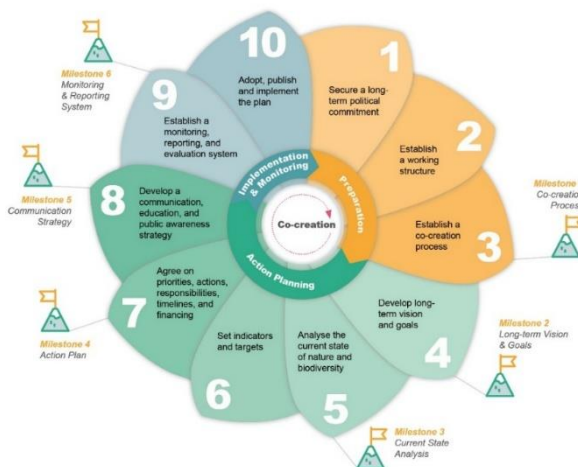 10
Adopt, publish
and implement
the plan
1
Secure a long-
term political
commitment
2
Establish
a working
structure
3
Establish a
co-creation
process
Milestone
Co-creation
Process
4
Develop long-
term vision
and goals
Milestone 2
Long-term Vision
& Goals
5
Analyse the
current state
of nature and
biodiversity
Milestone 3
Current State
Analysis
6
Set indicators
and targets
7
Agree on
priorities, actions,
responsibilities,
timelines, and
financing
Milestone 4
Action Plan
8
Develop a
communication,
education, and
public awareness
strategy
Milestone 5
Communication
Strategy
9
Establish a
monitoring,
reporting, and
evaluation system
Milestone 6
Monitoring
& Reporting
System
Implementation
& Monitoring
Preparation
Action Planning
Co-creation